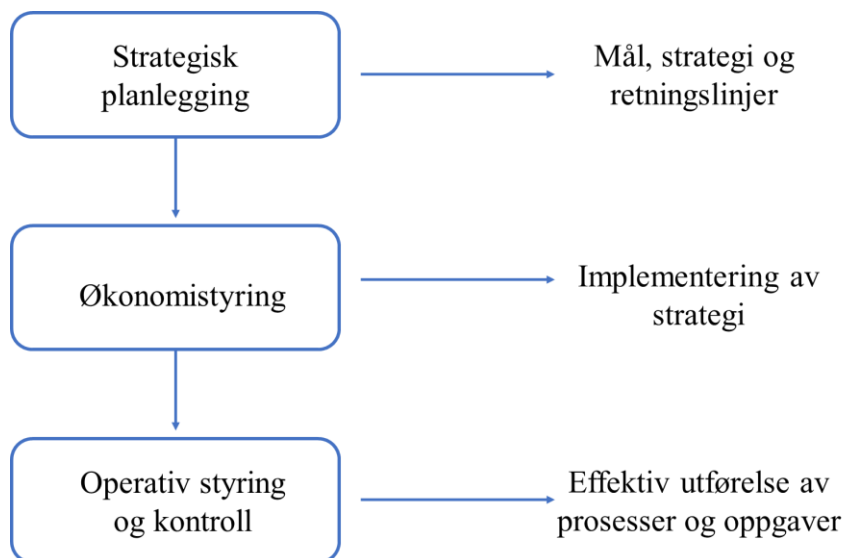 Strategisk
planlegging
Mål, strategi og
retningslinjer
Økonomistyring
Implementering av
strategi
Operativ styring
og kontroll
Effektiv utførelse av
prosesser og oppgaver